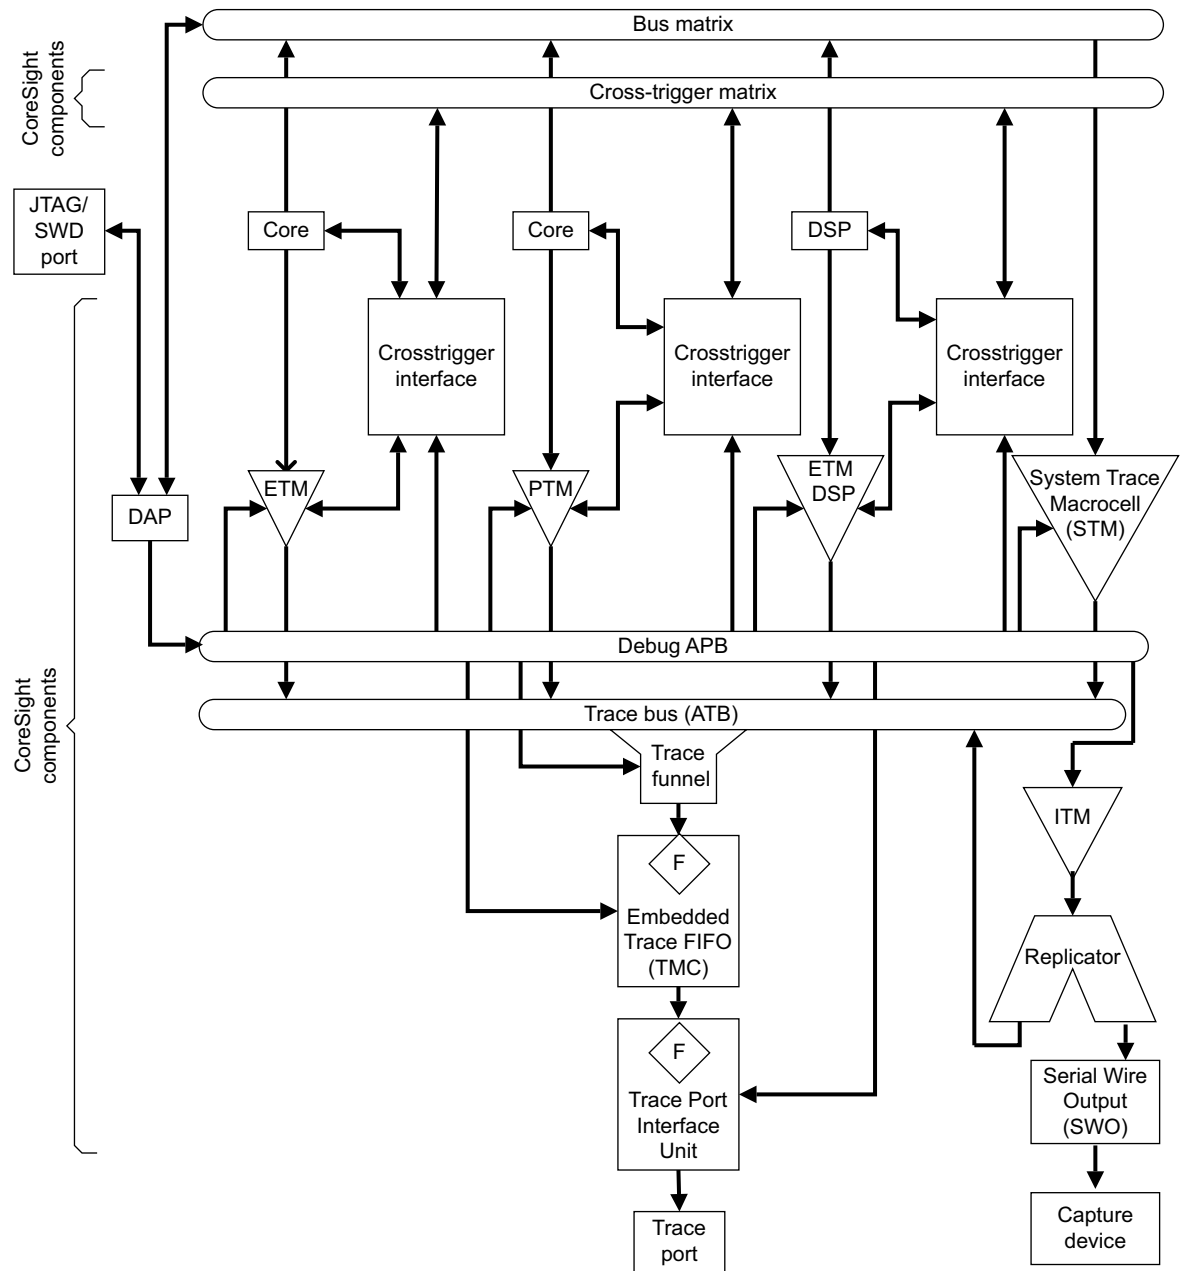 Bus matrix
CoreSight
components
Cross-trigger matrix
JTAG/
SWD
port
Core
Core
DSP
Crosstrigger
interface
Crosstrigger
interface
Crosstrigger
interface
ETM
PTM
ETM
DSP
System Trace
Macrocell
(STM)
DAP
Debug APB
CoreSight
components
Trace bus (ATB)
Trace
funnel
ITM
F
Embedded
Trace FIFO
(TMC)
Replicator
F
Trace Port
Interface
Unit
Serial Wire
Output
(SWO)
Trace
port
Capture
device